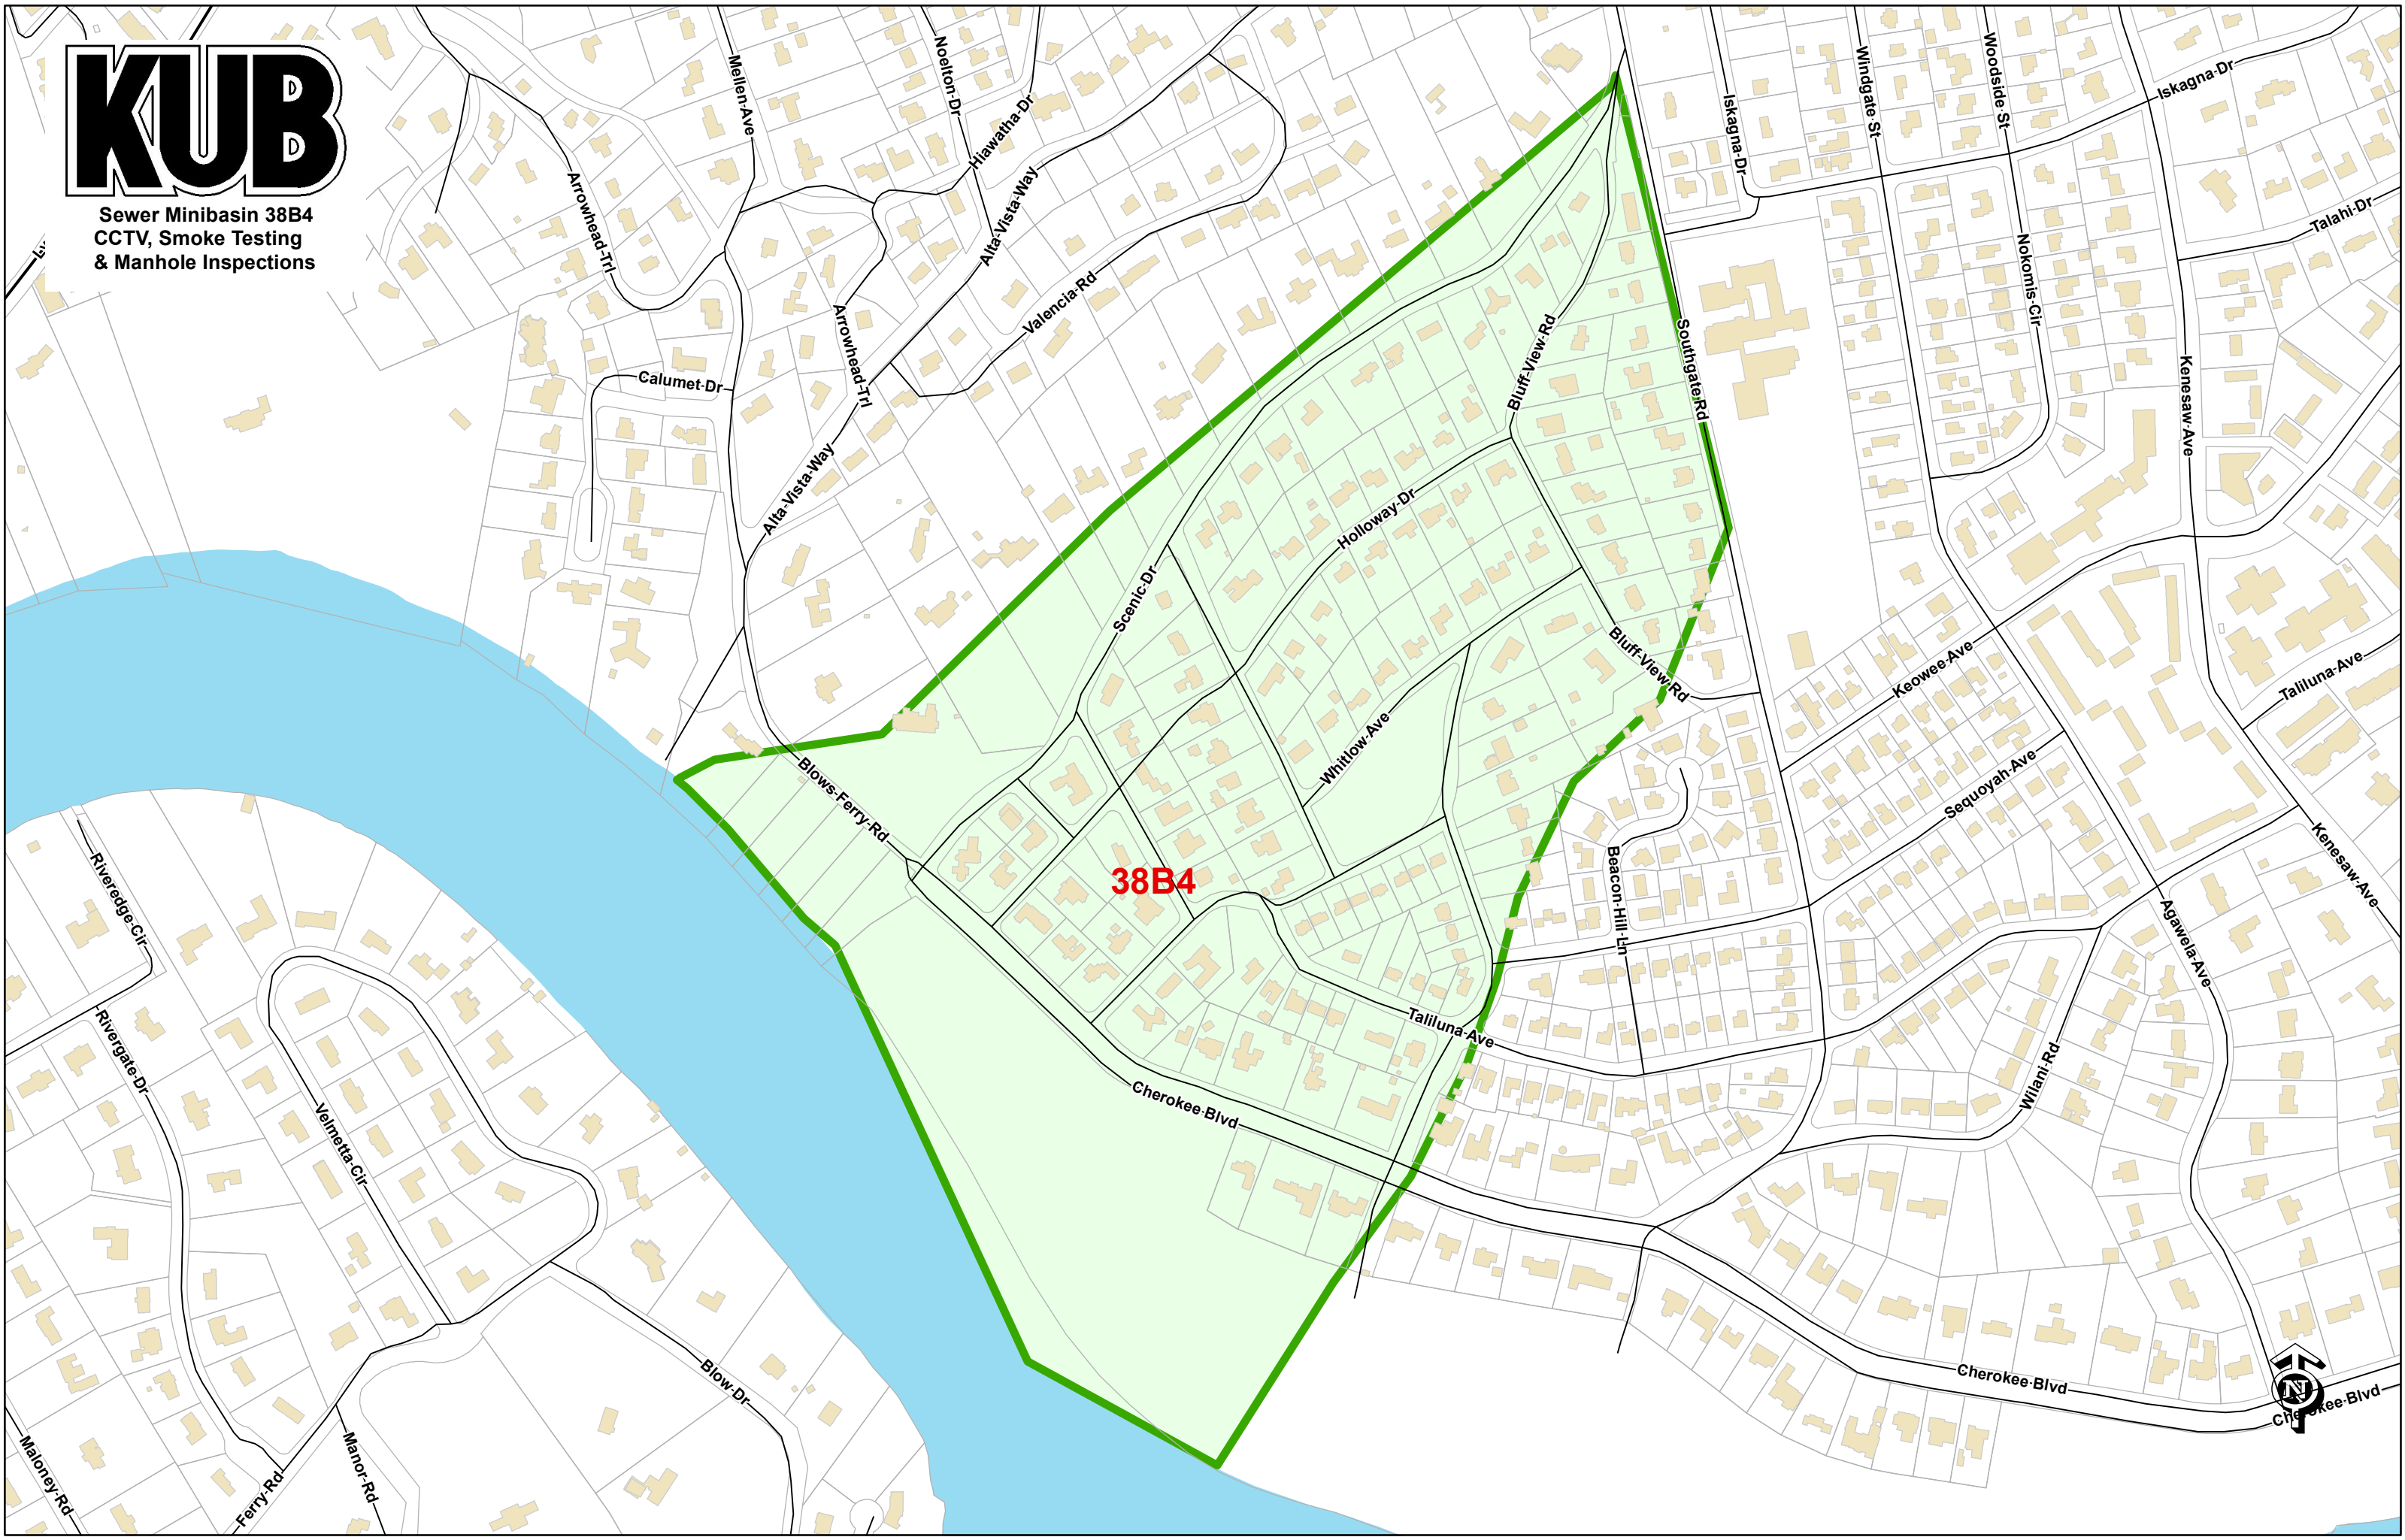 KUB
Sewer Minibasin 38B4
CCTV, Smoke Testing
& Manhole Inspections
Mellen Ave
Noelton Dr
Hiawatha Dr
Alta Vista Way
Arrowhead Trl
Valencia Rd
Arrowhead Trl
Calumet Dr
Alta Vista Way
Iskagna Dr
Windgate St
Woodside St
Iskagna Dr
Talahi Dr
Nokomis Cir
Southgate Rd
Kenesaw Ave
Bluff View Rd
Holloway Dr
Scenic Dr
Bluff View Rd
Whitlow Ave
Keowee Ave
Taliluna Ave
Sequoyah Ave
Blows Ferry Rd
38B4
Beacon Hill Ln
Kenesaw Ave
Agawela Ave
Taliluna Ave
Wilani Rd
Cherokee Blvd
Riveredge Cir
Rivergate Dr
Velmetta Cir
Blow Dr
Maloney Rd
Manor Rd
Ferry Rd
Cherokee Blvd
N
Cherokee Blvd